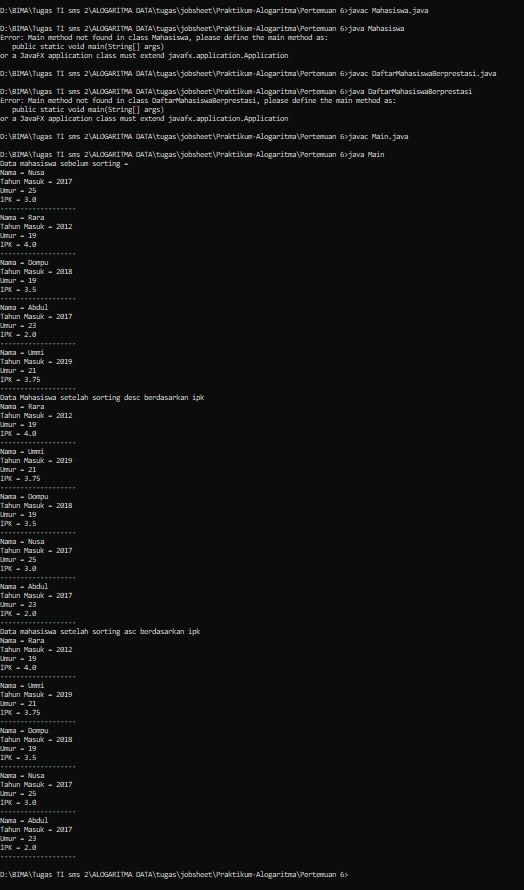 D:\BIMA\Tugas TI sms 2\ALOGARITMA DATA\tugas\jobsheet\Praktikum-Alogaritma\Pertemuan 6>javac Mahasiswa.java
D:\BIMA\Tugas TI sms 2\ALOGARITMA DATA\tugas\jobsheet\Praktikum-Alogaritma\Pertemuan 6>java Mahasiswa
Error: Main method not found in class Mahasiswa, please define the main method as:
   public static void main(String[] args)
or a JavaFX application class must extend javafx.application.Application
D:\BIMA\Tugas TI sms 2\ALOGARITMA DATA\tugas\jobsheet\Praktikum-Alogaritma\Pertemuan 6>javac DaftarMahasiswaBerprestasi.java
D:\BIMA\Tugas TI sms 2\ALOGARITMA DATA\tugas\jobsheet\Praktikum-Alogaritma\Pertemuan 6>java DaftarMahasiswaBerprestasi
Error: Main method not found in class DaftarMahasiswaBerprestasi, please define the main method as:
   public static void main(String[] args)
or a JavaFX application class must extend javafx.application.Application
D:\BIMA\Tugas TI sms 2\ALOGARITMA DATA\tugas\jobsheet\Praktikum-Alogaritma\Pertemuan 6>javac Main.java
D:\BIMA\Tugas TI sms 2\ALOGARITMA DATA\tugas\jobsheet\Praktikum-Alogaritma\Pertemuan 6>java Main
Data mahasiswa sebelum sorting =
Nama = Nusa
Tahun Masuk = 2017
Umur = 25
IPK = 3.0
-------------------
Nama = Rara
Tahun Masuk = 2012
Umur = 19
IPK = 4.0
-------------------
Nama = Dompu
Tahun Masuk = 2018
Umur = 19
IPK = 3.5
-------------------
Nama = Abdul
Tahun Masuk = 2017
Umur = 23
IPK = 2.0
-------------------
Nama = Ummi
Tahun Masuk = 2019
Umur = 21
IPK = 3.75
-------------------
Data Mahasiswa setelah sorting desc berdasarkan ipk
Nama = Rara
Tahun Masuk = 2012
Umur = 19
IPK = 4.0
-------------------
Nama = Ummi
Tahun Masuk = 2019
Umur = 21
IPK = 3.75
-------------------
Nama = Dompu
Tahun Masuk = 2018
Umur = 19
IPK = 3.5
-------------------
Nama = Nusa
Tahun Masuk = 2017
Umur = 25
IPK = 3.0
-------------------
Nama = Abdul
Tahun Masuk = 2017
Umur = 23
IPK = 2.0
-------------------
Data mahasiswa setelah sorting asc berdasarkan ipk
Nama = Rara
Tahun Masuk = 2012
Umur = 19
IPK = 4.0
-------------------
Nama = Ummi
Tahun Masuk = 2019
Umur = 21
IPK = 3.75
-------------------
Nama = Dompu
Tahun Masuk = 2018
Umur = 19
IPK = 3.5
-------------------
Nama = Nusa
Tahun Masuk = 2017
Umur = 25
IPK = 3.0
-------------------
Nama = Abdul
Tahun Masuk = 2017
Umur = 23
IPK = 2.0
-------------------
D:\BIMA\Tugas TI sms 2\ALOGARITMA DATA\tugas\jobsheet\Praktikum-Alogaritma\Pertemuan 6>